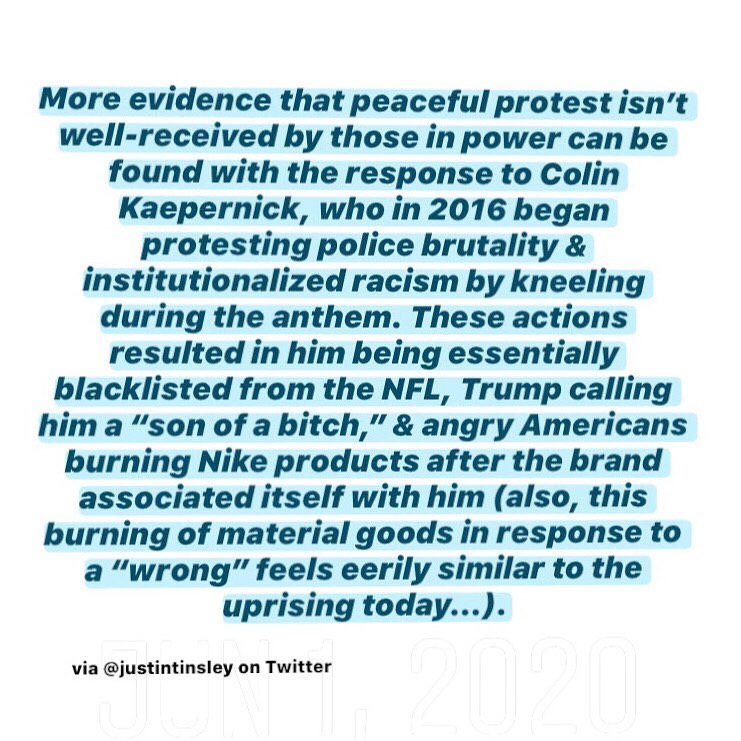 More evidence that peaceful protest isn’t
well-received by those in power can be
found with the response to Colin
Kaepernick, who in 2016 began
protesting police brutality &
institutionalized racism by kneeling
during the anthem. These actions
resulted in him being essentially
blacklisted from the NFL, Trump calling
him a “son of a bitch,” & angry Americans
burning Nike products after the brand
associated itself with him (also, this
burning of material goods in response to
a “wrong” feels eerily similar to the
uprising today...).
via @justintinsley on Twitter
JUN 1, 2020